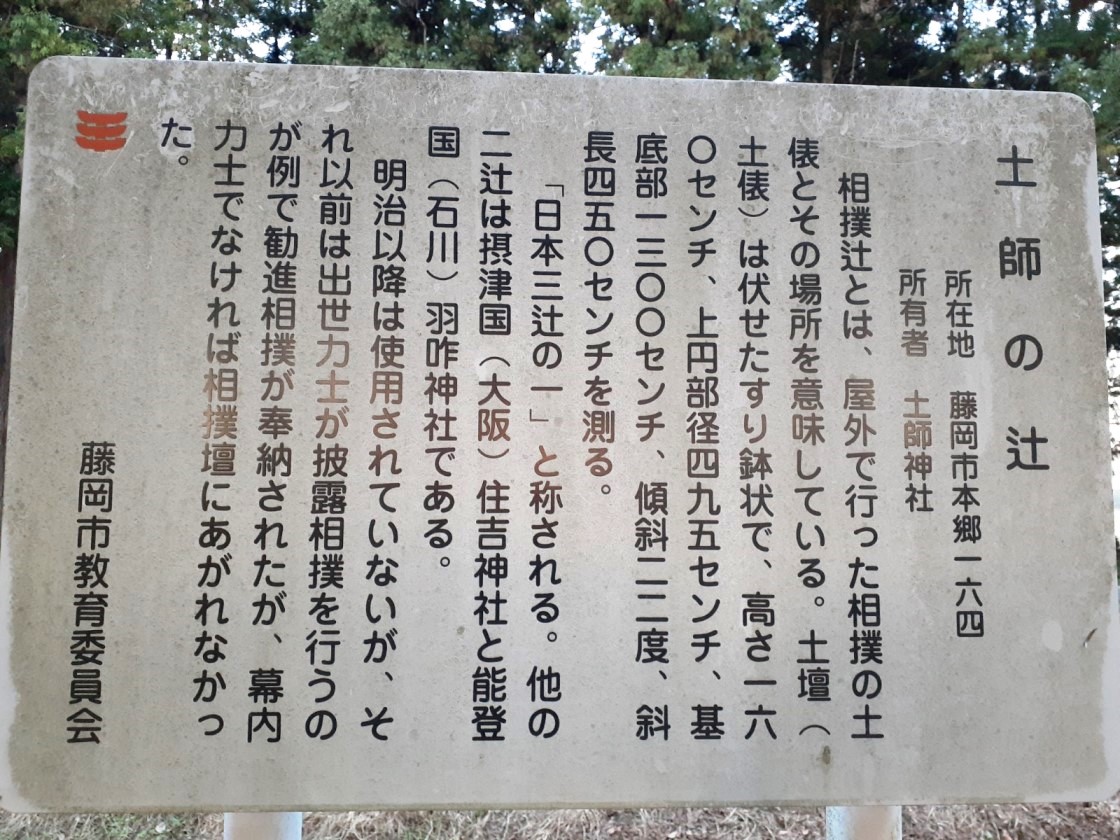 土師の辻
所在地　藤岡市本郷一六四
所有者　土師神社
相撲辻とは、屋外で行った相撲の土
俵とその場所を意味している。土壇（
土俵）は伏せたすり鉢状で、高さ一六
〇センチ、上円部径四九五センチ、基
底部一三〇〇センチ、傾斜二二度、斜
長四五〇センチを測る。
「日本三辻の一」と称される。他の
二辻は摂津国（大阪）住吉神社と能登
国（石川）羽咋神社である。
明治以降は使用されていないが、そ
れ以前は出世力士が披露相撲を行うの
が例で勧進相撲が奉納されたが、幕内
力士でなければ相撲壇にあがれなかっ
た。
藤岡市教育委員会